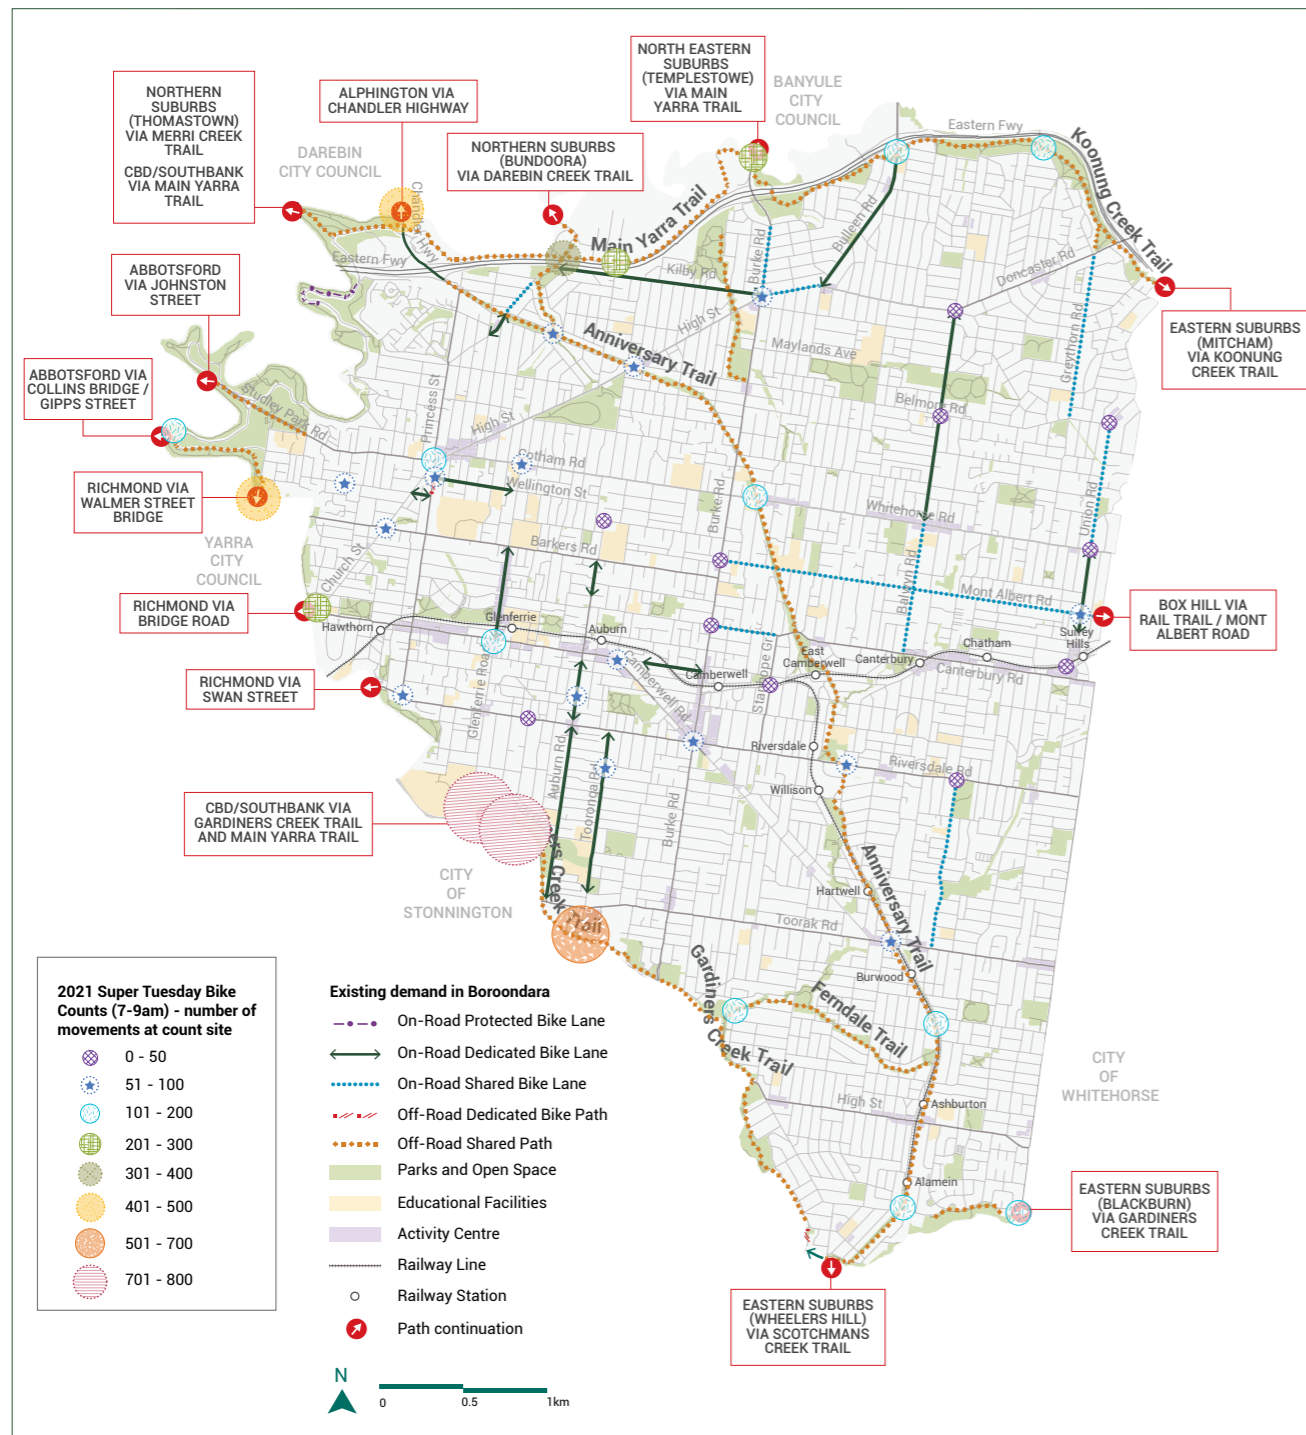 NORTHERN
SUBURBS
(THOMASTOWN)
VIA MERRI CREEK
TRAIL
CBD/SOUTHBANK
VIA MAIN YARRA
TRAIL
ALPHINGTON VIA
CHANDLER HIGHWAY
NORTHERN SUBURBS
(BUNDOORA)
VIA DAREBIN CREEK TRAIL
NORTH EASTERN
SUBURBS
(TEMPLESTOWE)
VIA MAIN
YARRA TRAIL
BANYULE
CITY
COUNCIL
DAREBIN
CITY COUNCIL
Eastern Fwy
Koonung Creek Trail
Chandler Hwy
Main Yarra Trail
Bulleen Rd
Burke Rd
Eastern Fwy
Kilby Rd
Doncaster Rd
ABBOTSFORD
VIA JOHNSTON
STREET
High St
Anniversary Trail
Maylands Ave
Greythorn Rd
EASTERN SUBURBS
(MITCHAM)
VIA KOONUNG
CREEK TRAIL
ABBOTSFORD VIA
COLLINS BRIDGE /
GIPPS STREET
Studley Park Rd
Princess St
High St
Belmore Rd
Cotham Rd
Wellington St
Burke Rd
Whitehorse Rd
Union Rd
RICHMOND VIA
WALMER STREET
BRIDGE
YARRA
CITY
COUNCIL
Church St
Barkers Rd
Balwyn Rd
Mont Albert Rd
RICHMOND VIA
BRIDGE ROAD
Hawthorn
Glenferrie
Auburn
Stanhope Gr
East
Camberwell
Canterbury
Chatham
Surrey
Hills
BOX HILL VIA
RAIL TRAIL / MONT
ALBERT ROAD
RICHMOND VIA
SWAN STREET
Glenferrie Road
Camberwell Rd
Camberwell
Canterbury Rd
Riversdale
Riversdale Rd
Willison
Auburn Rd
Tooronga Rd
Burke Rd
CBD/SOUTHBANK VIA
GARDINERS CREEK TRAIL
AND MAIN YARRA TRAIL
ners Creek Trail
CITY
OF
STONNINGTON
Hartwell
Anniversary Trail
Toorak Rd
Burwood
Gardiners Creek Trail
Ferndale Trail
High St
Ashburton
Alamein
CITY
OF
WHITEHORSE
EASTERN SUBURBS
(BLACKBURN)
VIA GARDINERS
CREEK TRAIL
EASTERN SUBURBS
(WHEELERS HILL)
VIA SCOTCHMANS
CREEK TRAIL
2021 Super Tuesday Bike
Counts (7-9am) - number of
movements at count site
0 - 50
51 - 100
101 - 200
201 - 300
301 - 400
401 - 500
501 - 700
701 - 800
Existing demand in Boroondara
On-Road Protected Bike Lane
On-Road Dedicated Bike Lane
On-Road Shared Bike Lane
Off-Road Dedicated Bike Path
Off-Road Shared Path
Parks and Open Space
Educational Facilities
Activity Centre
Railway Line
Railway Station
Path continuation
N
0
0.5
1km